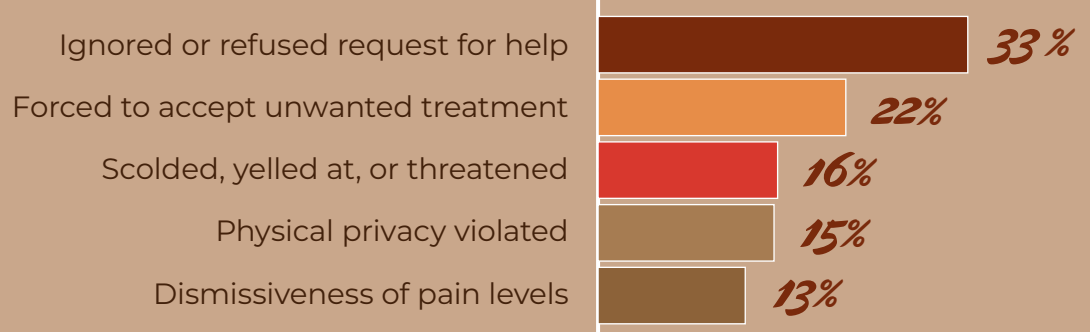 Ignored or refused request for help 33 %
Forced to accept unwanted treatment 22%
Scolded, yelled at, or threatened 16%
Physical privacy violated 15%
Dismissiveness of pain levels 13%